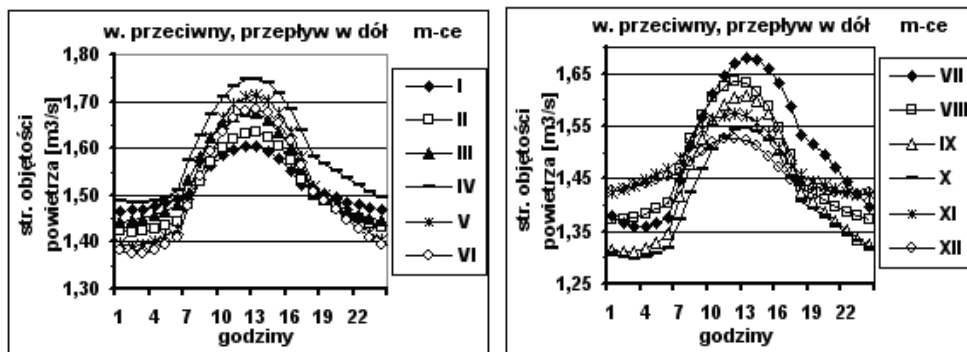 w. przeciwny, przepływ w dół m-ce
str. objętości
powietrza [m3/s]
1,80
1,70
1,60
1,50
1,40
1,30
1 4 7 10 13 16 19 22
godziny
I
II
III
IV
V
VI
w. przeciwny, przepływ w dół m-ce
str. objętości
powietrza [m3/s]
1,65
1,55
1,45
1,35
1,25
1 4 7 10 13 16 19 22
godziny
VII
VIII
IX
X
XI
XII